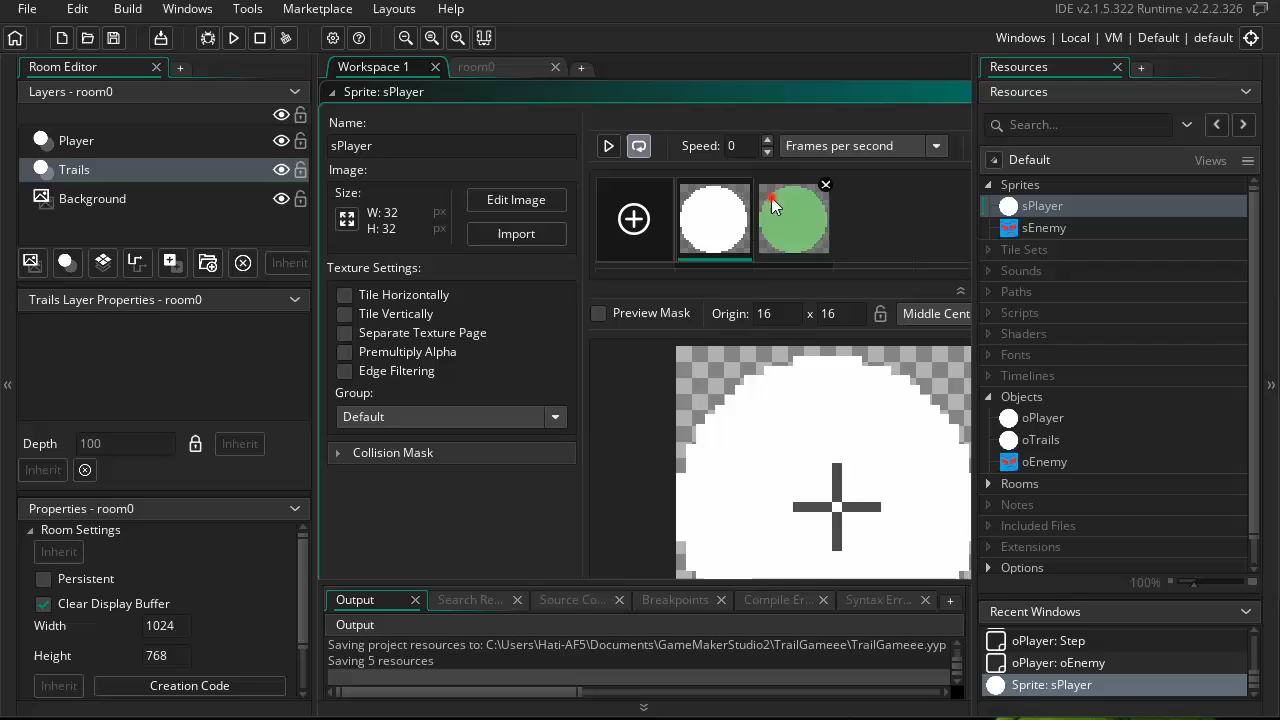 File Edit Build Windows Tools Marketplace Layouts Help
IDE v2.1.5.322 Runtime v2.2.2.326
Windows | Local | VM | Default | default
Room Editor
Workspace 1
room0
Resources
Layers - room0
Player
Trails
Background
Inherit
Trails Layer Properties - room0
Depth
100
Inherit
Inherit
Properties - room0
Room Settings
Inherit
Persistent
Clear Display Buffer
Width
1024
Height
768
Inherit
Creation Code
Sprite: sPlayer
Name:
sPlayer
Image:
Size:
W: 32 px
H: 32 px
Edit Image
Import
Texture Settings:
Tile Horizontally
Tile Vertically
Separate Texture Page
Premultiply Alpha
Edge Filtering
Group:
Default
Collision Mask
Speed: 0
Frames per second
Preview Mask
Origin: 16 x 16
Middle Cent
Output
Search Re...
Source Co...
Breakpoints
Compile Er...
Syntax Err...
Output
Saving project resources to: C:\Users\Hati-AF5\Documents\GameMakerStudio2\TrailGameee\TrailGameee.yyp
Saving 5 resources
Resources
Search...
Default
Views
Sprites
sPlayer
sEnemy
Tile Sets
Sounds
Paths
Scripts
Shaders
Fonts
Timelines
Objects
oPlayer
oTrails
oEnemy
Rooms
Notes
Included Files
Extensions
Options
100%
Recent Windows
oPlayer: Step
oPlayer: oEnemy
Sprite: sPlayer